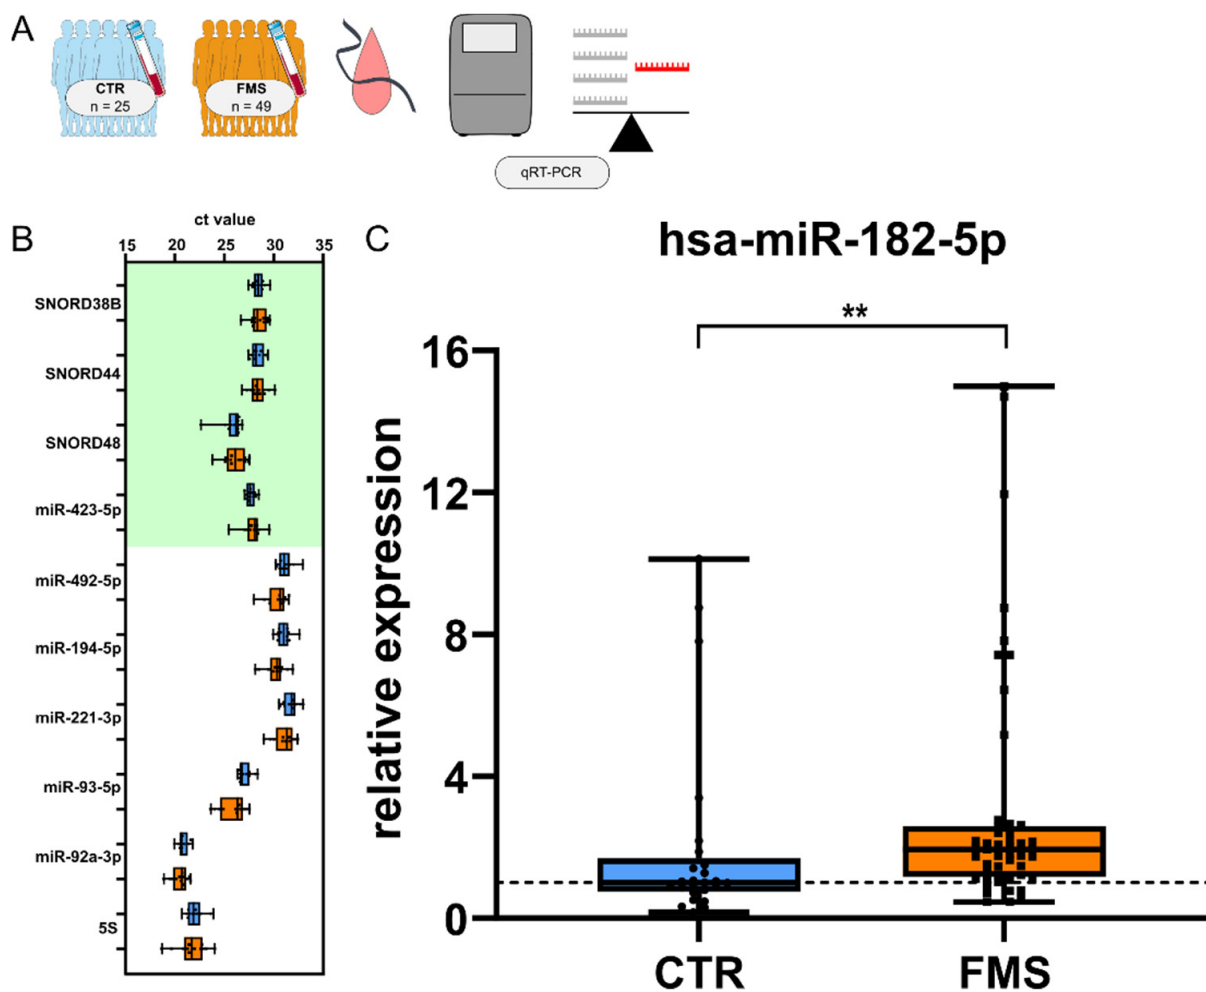 A
CTR
n = 25
FMS
n = 49
qRT-PCR
B
ct value
15 20 25 30 35
SNORD38B
SNORD44
SNORD48
miR-423-5p
miR-492-5p
miR-194-5p
miR-221-3p
miR-93-5p
miR-92a-3p
5S
C
hsa-miR-182-5p
**
relative expression
16
12
8
4
0
CTR FMS